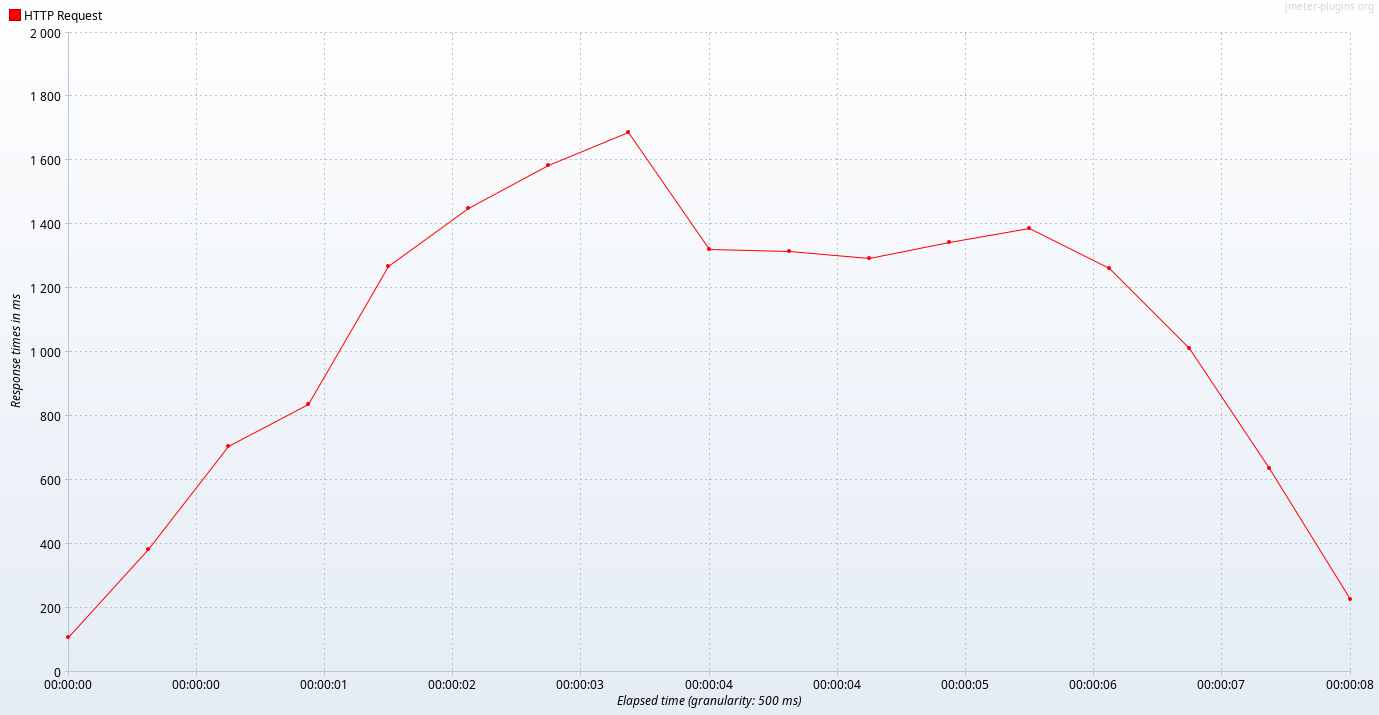 jmeter-plugins.org
HTTP Request
2 000
1 800
1 600
1 400
1 200
1 000
800
600
400
200
0
Response times in ms
00:00:00 00:00:00 00:00:01 00:00:02 00:00:03 00:00:04 00:00:04 00:00:05 00:00:06 00:00:07 00:00:08
Elapsed time (granularity: 500 ms)